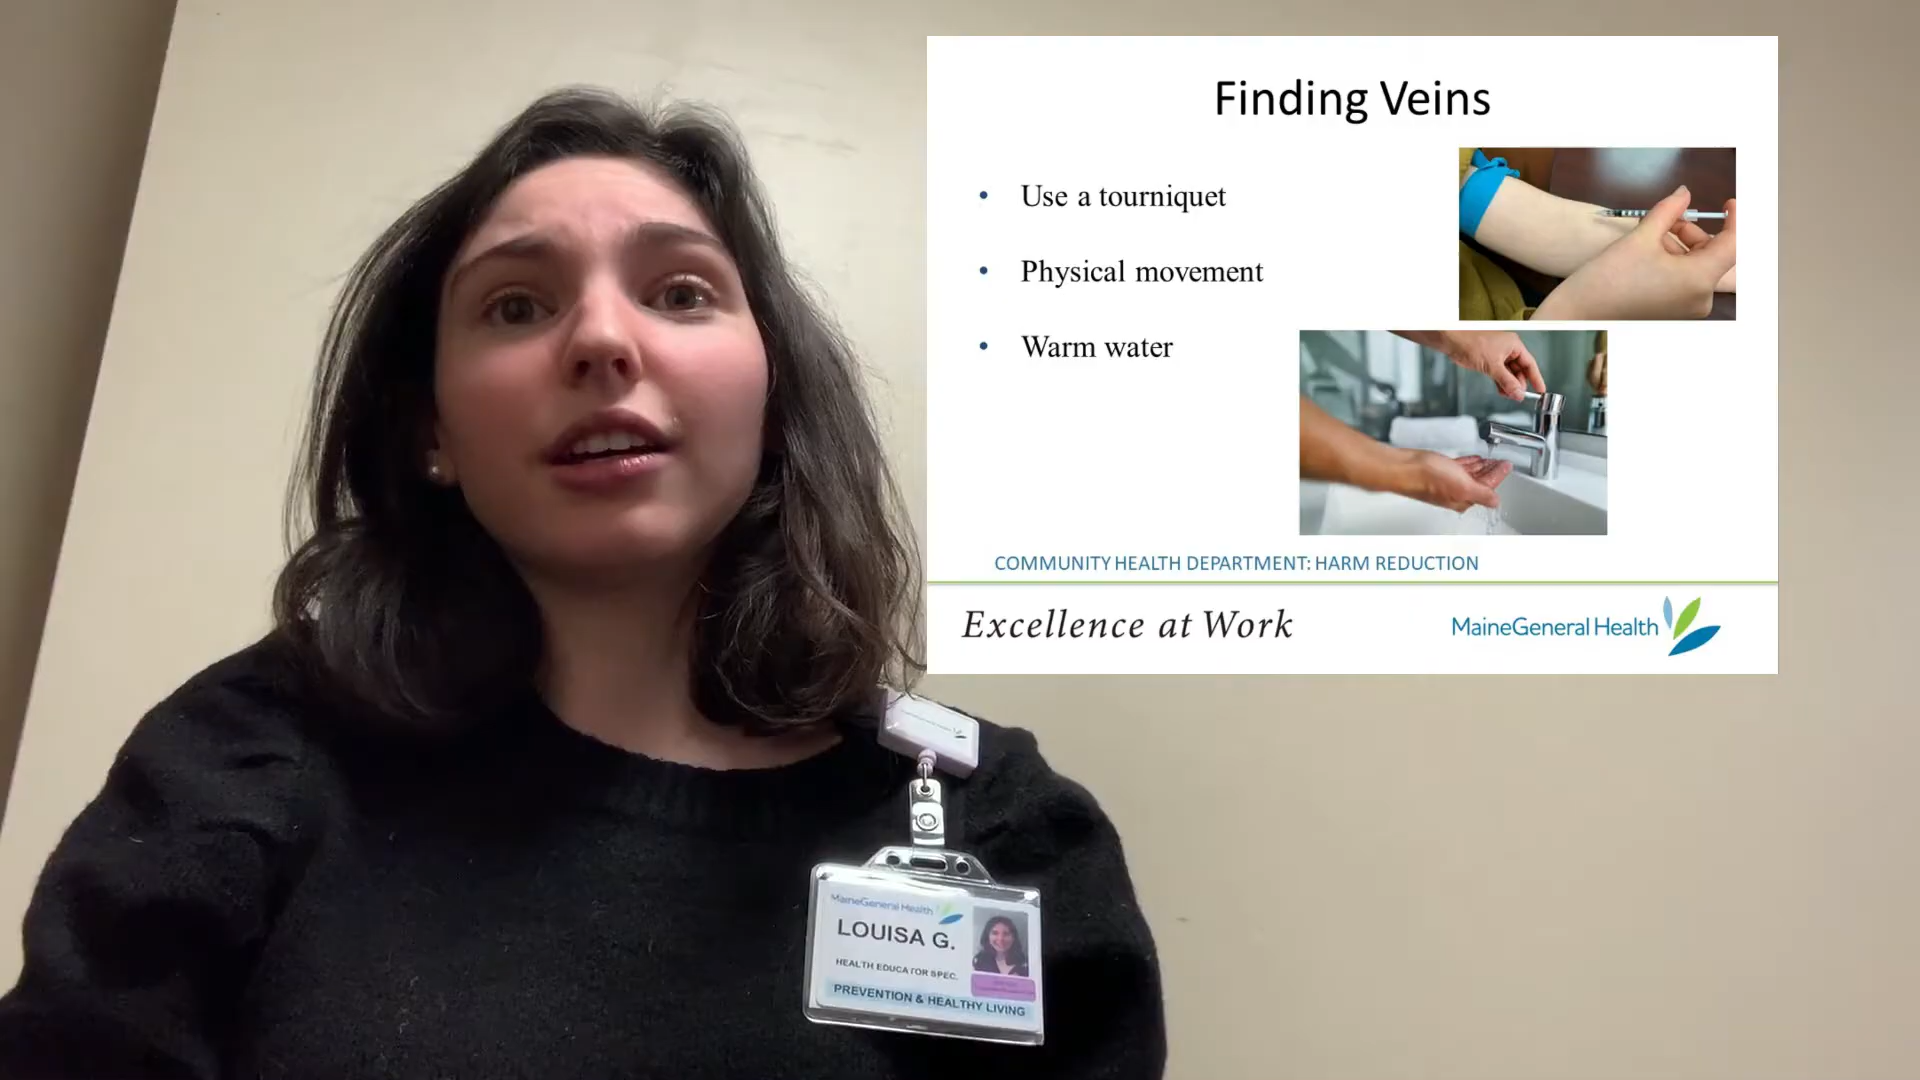 Finding Veins
• Use a tourniquet
• Physical movement
• Warm water
COMMUNITY HEALTH DEPARTMENT: HARM REDUCTION
Excellence at Work
MaineGeneral Health
MaineGeneral Health
LOUISA G.
HEALTH EDUCATOR SPEC.
PREVENTION & HEALTHY LIVING